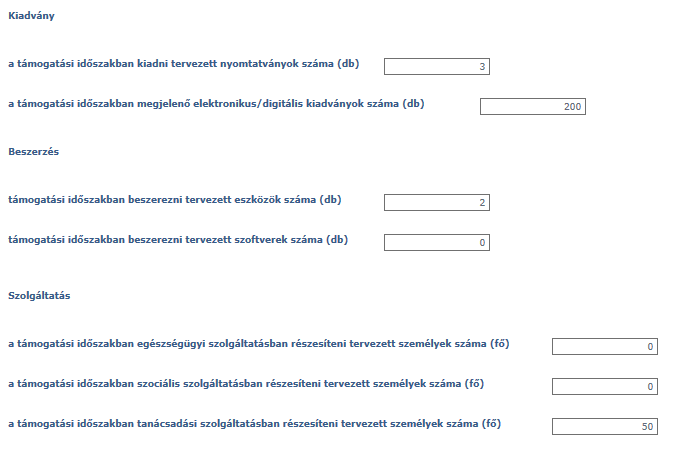 Kiadvány
a támogatási időszakban kiadni tervezett nyomtatványok száma (db) 3
a támogatási időszakban megjelenő elektronikus/digitális kiadványok száma (db) 200
Beszerzés
támogatási időszakban beszerezni tervezett eszközök száma (db) 2
támogatási időszakban beszerezni tervezett szoftverek száma (db) 0
Szolgáltatás
a támogatási időszakban egészségügyi szolgáltatásban részesíteni tervezett személyek száma (fő) 0
a támogatási időszakban szociális szolgáltatásban részesíteni tervezett személyek száma (fő) 0
a támogatási időszakban tanácsadási szolgáltatásban részesíteni tervezett személyek száma (fő) 50